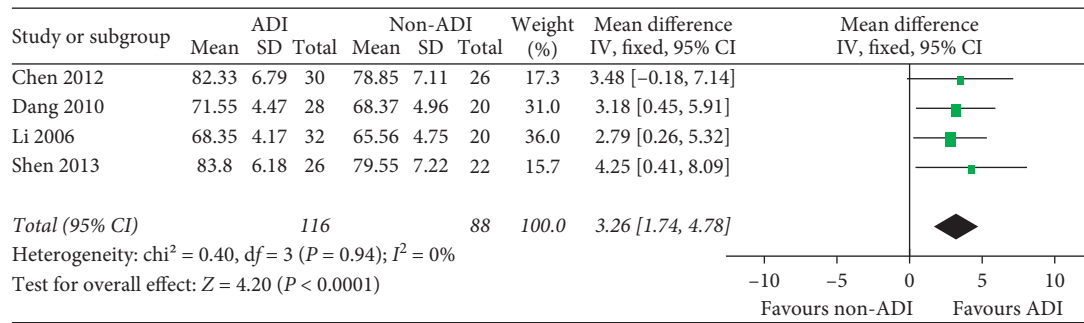 ADI Non-ADI Weight Mean difference Mean difference
Study or subgroup Mean SD Total Mean SD Total (%) IV, fixed, 95% CI IV, fixed, 95% CI
Chen 2012 82.33 6.79 30 78.85 7.11 26 17.3 3.48 [−0.18, 7.14]
Dang 2010 71.55 4.47 28 68.37 4.96 20 31.0 3.18 [0.45, 5.91]
Li 2006 68.35 4.17 32 65.56 4.75 20 36.0 2.79 [0.26, 5.32]
Shen 2013 83.8 6.18 26 79.55 7.22 22 15.7 4.25 [0.41, 8.09]
Total (95% CI) 116 88 100.0 3.26 [1.74, 4.78]
Heterogeneity: chi² = 0.40, df = 3 (P = 0.94); I² = 0%
Test for overall effect: Z = 4.20 (P < 0.0001)
−10 −5 0 5 10
Favours non-ADI Favours ADI